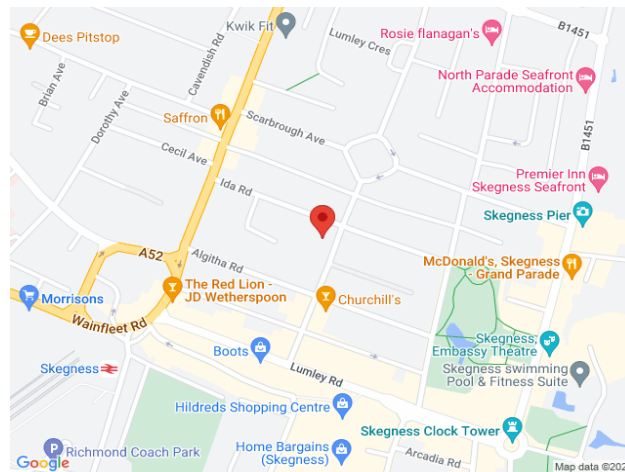 Kwik Fit
Lumley Cres
Rosie flanagan's
B1451
Dees Pitstop
Cavendish Rd
Brian Ave
Dorothy Ave
North Parade Seafront
Accommodation
Saffron
Scarbrough Ave
B1451
Cecil Ave
Ida Rd
Premier Inn
Skegness Seafront
Skegness Pier
A52
Algitha Rd
McDonald's, Skegness
- Grand Parade
The Red Lion -
JD Wetherspoon
Churchill's
Morrisons
Wainfleet Rd
Boots
Skegness,
Embassy Theatre
Skegness
Lumley Rd
Skegness swimming
Pool & Fitness Suite
Hildreds Shopping Centre
Skegness Clock Tower
Richmond Coach Park
Home Bargains
(Skegness)
Arcadia Rd
Google
Map data ©202